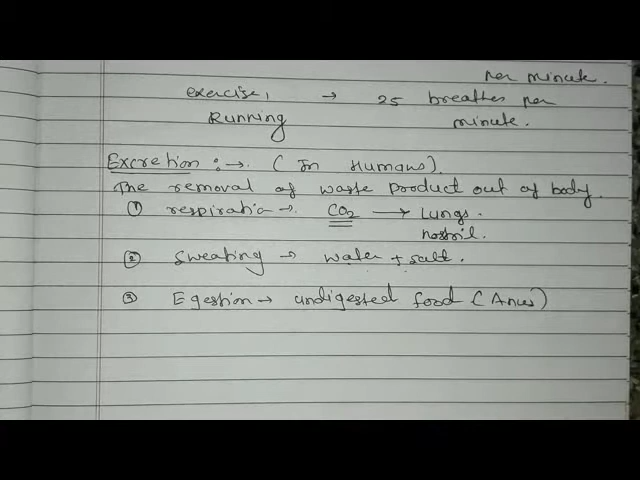 per minute.
exercise, → 25 breathes per
Running minute.
Excretion :→. (In Humans).
The removal of waste product out of body.
① respiratio →. CO2 → Lungs.
nostril.
② Sweating → water + salt.
③ Egestion → undigested food (Anus)